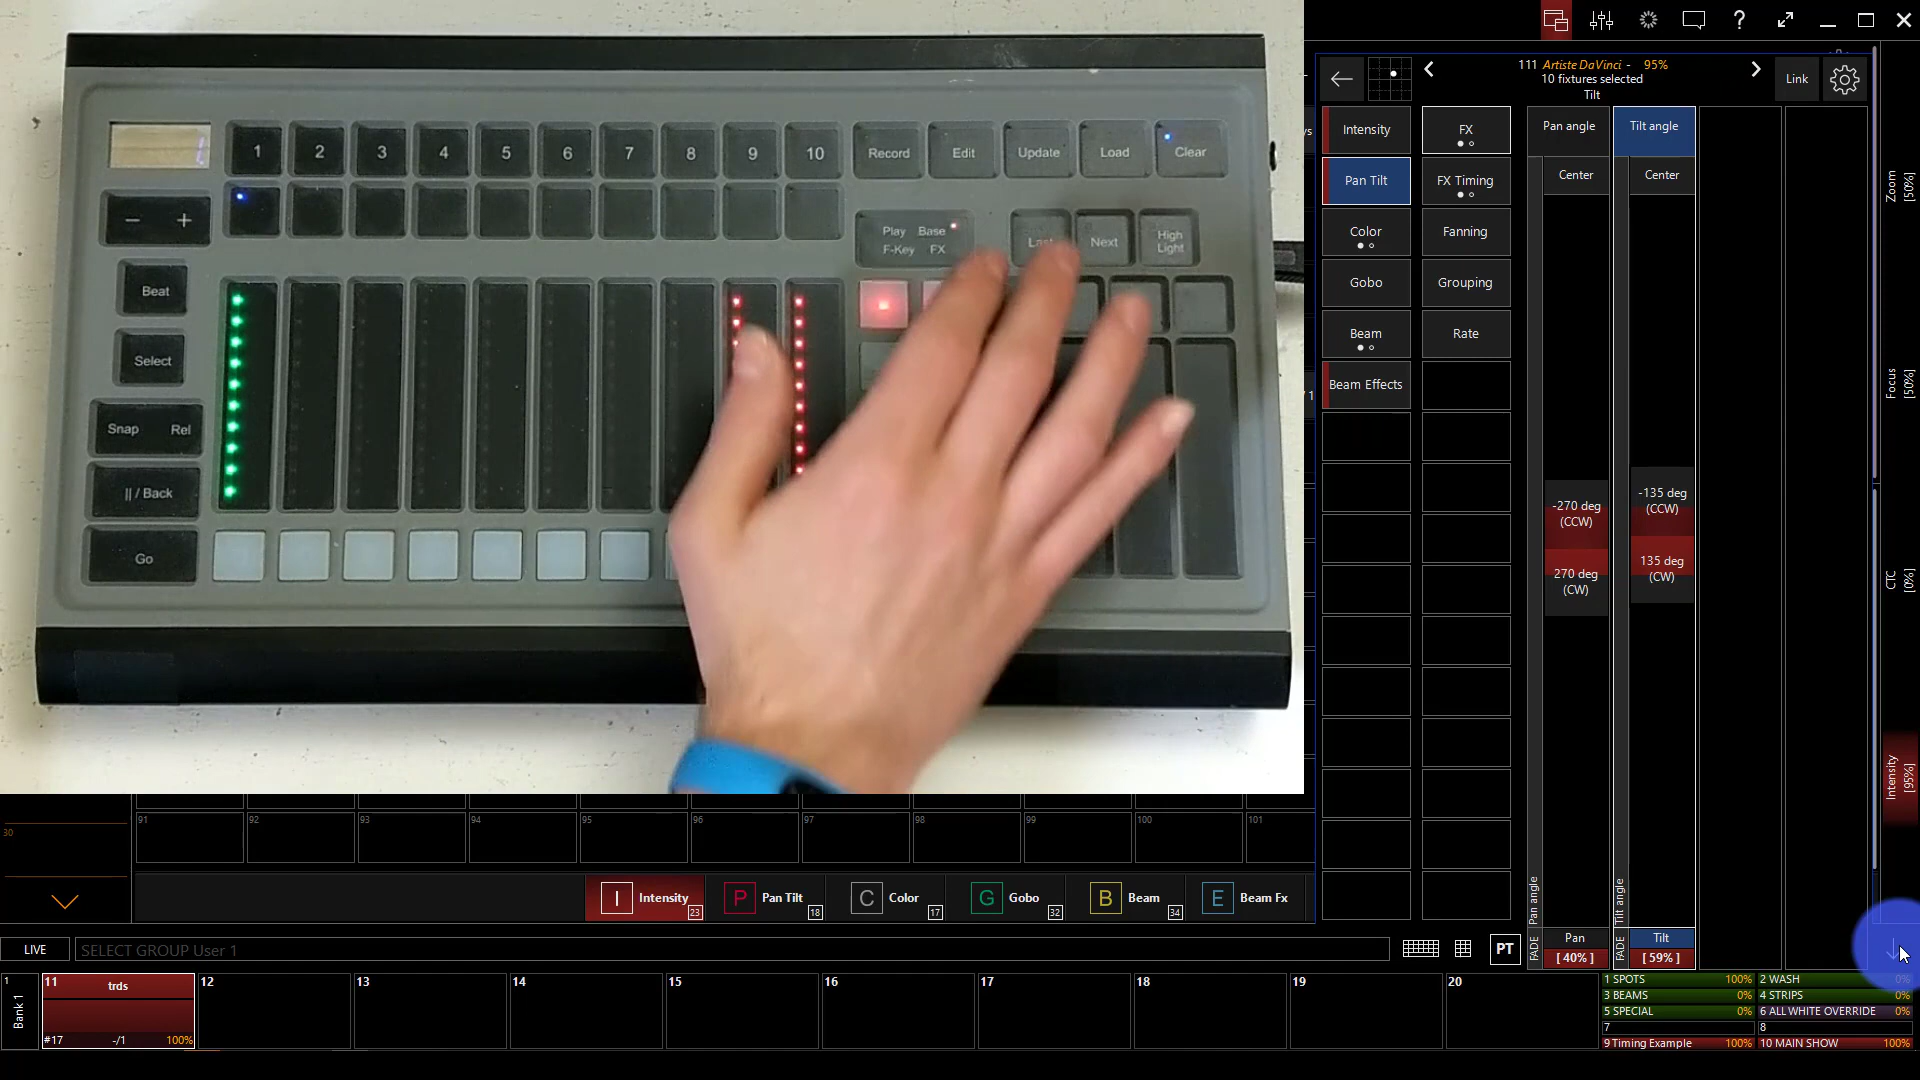 1 2 3 4 5 6 7 8 9 10
Record Edit Update Load Clear
− +
Play Base
F-Key FX
Last Next High
Light
Beat
Select
Snap Rel
|| / Back
Go
?
111 Artiste DaVinci - 95%
10 fixtures selected
Tilt
Link
Intensity
Pan Tilt
Color
Gobo
Beam
Beam Effects
FX
FX Timing
Fanning
Grouping
Rate
Pan angle
Tilt angle
Center
Center
-270 deg
(CCW)
270 deg
(CW)
-135 deg
(CCW)
135 deg
(CW)
Pan angle
Tilt angle
FADE
FADE
Pan
[ 40% ]
Tilt
[ 59% ]
Zoom
[50%]
Focus
[50%]
CTC
[0%]
Intensity
[95%]
30
91 92 93 94 95 96 97 98 99 100 101
I Intensity 23
P Pan Tilt 18
C Color 17
G Gobo 32
B Beam 34
E Beam Fx
LIVE
SELECT GROUP User 1
PT
1
Bank 1
11 trds
#17 -/1 100%
12 13 14 15 16 17 18 19 20
1 SPOTS 100% 2 WASH 0%
3 BEAMS 0% 4 STRIPS 0%
5 SPECIAL 0% 6 ALL WHITE OVERRIDE 0%
7 8
9 Timing Example 100% 10 MAIN SHOW 100%